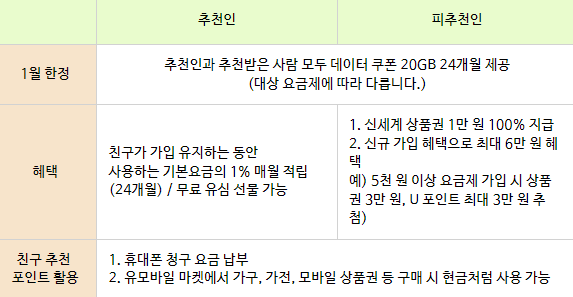 추천인
피추천인
1월 한정
추천인과 추천받은 사람 모두 데이터 쿠폰 20GB 24개월 제공
(대상 요금제에 따라 다릅니다.)
혜택
친구가 가입 유지하는 동안
사용하는 기본요금의 1% 매월 적립
(24개월) / 무료 유심 선물 가능
1. 신세계 상품권 1만 원 100% 지급
2. 신규 가입 혜택으로 최대 6만 원 혜
택
예) 5천 원 이상 요금제 가입 시 상품
권 3만 원, U 포인트 최대 3만 원 추
첨)
친구 추천
포인트 활용
1. 휴대폰 청구 요금 납부
2. 유모바일 마켓에서 가구, 가전, 모바일 상품권 등 구매 시 현금처럼 사용 가능